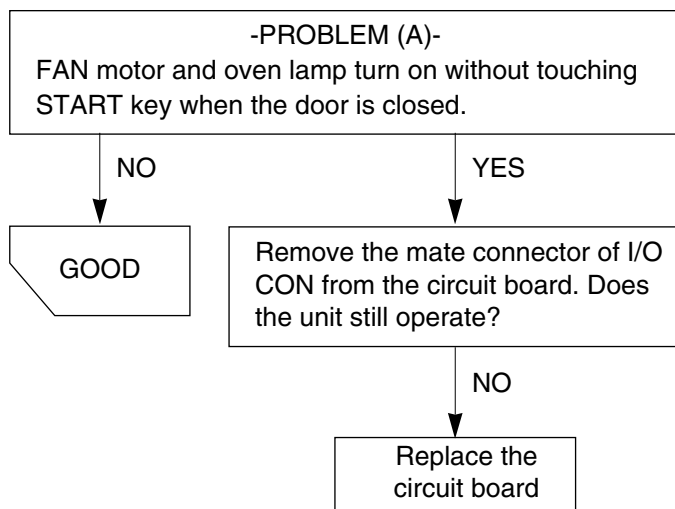 -PROBLEM (A)-
FAN motor and oven lamp turn on without touching
START key when the door is closed.
NO
YES
GOOD
Remove the mate connector of I/O
CON from the circuit board. Does
the unit still operate?
NO
Replace the
circuit board